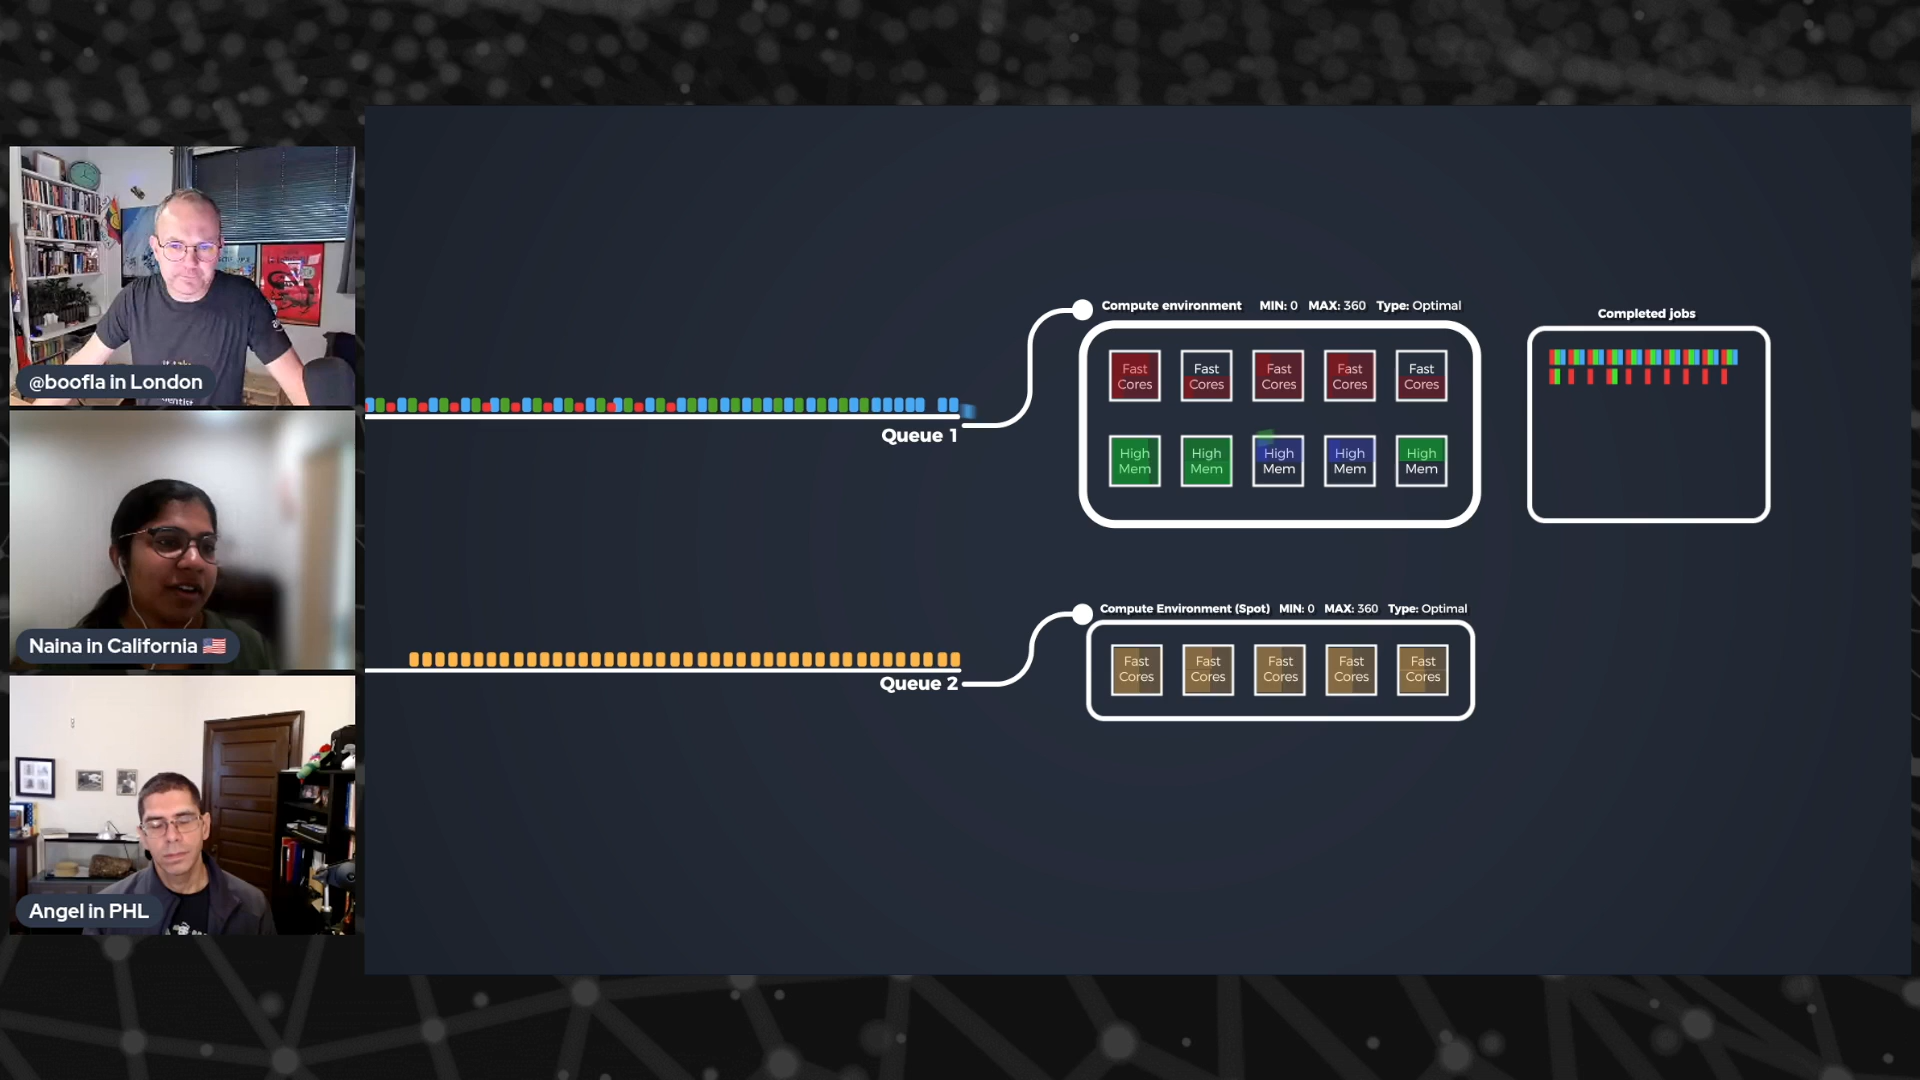 @boofla in London
Naina in California 🇺🇸
Angel in PHL
Queue 1
Compute environment MIN: 0 MAX: 360 Type: Optimal
Fast Cores
Fast Cores
Fast Cores
Fast Cores
Fast Cores
High Mem
High Mem
High Mem
High Mem
High Mem
Completed jobs
Queue 2
Compute Environment (Spot) MIN: 0 MAX: 360 Type: Optimal
Fast Cores
Fast Cores
Fast Cores
Fast Cores
Fast Cores